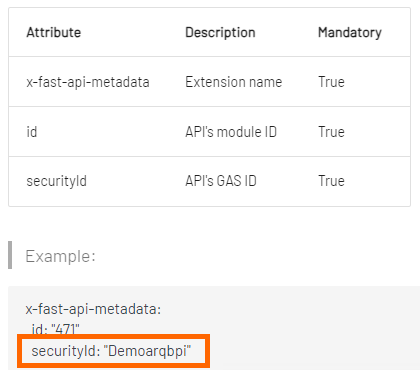 Attribute Description Mandatory
x-fast-api-metadata Extension name True
id API's module ID True
securityId API's GAS ID True
Example:
x-fast-api-metadata:
id: "471"
securityId: "Demoarqbpi"